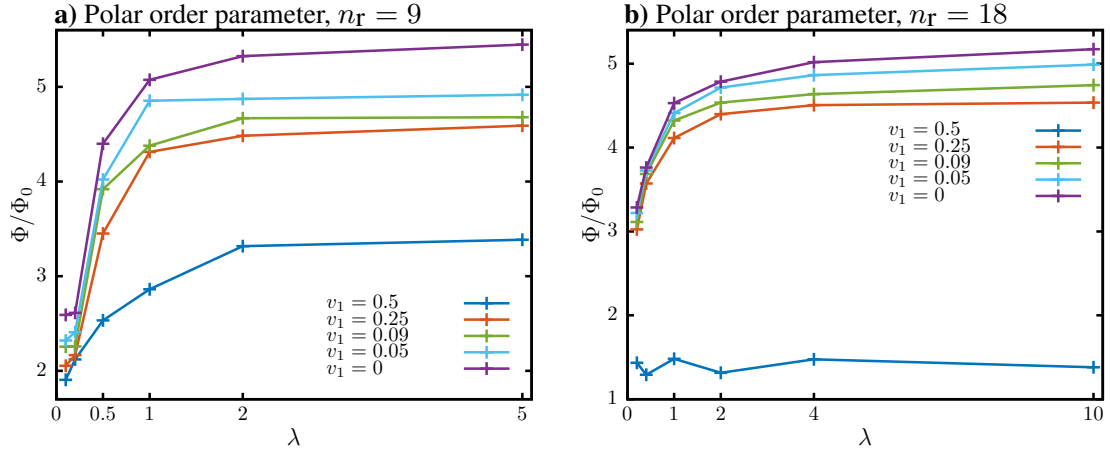 a) Polar order parameter, n_r = 9
5
4
3
2
Φ/Φ₀
0
0.5
1
2
5
λ
v₁ = 0.5
v₁ = 0.25
v₁ = 0.09
v₁ = 0.05
v₁ = 0
b) Polar order parameter, n_r = 18
5
4
3
2
1
Φ/Φ₀
0
1
2
4
10
λ
v₁ = 0.5
v₁ = 0.25
v₁ = 0.09
v₁ = 0.05
v₁ = 0